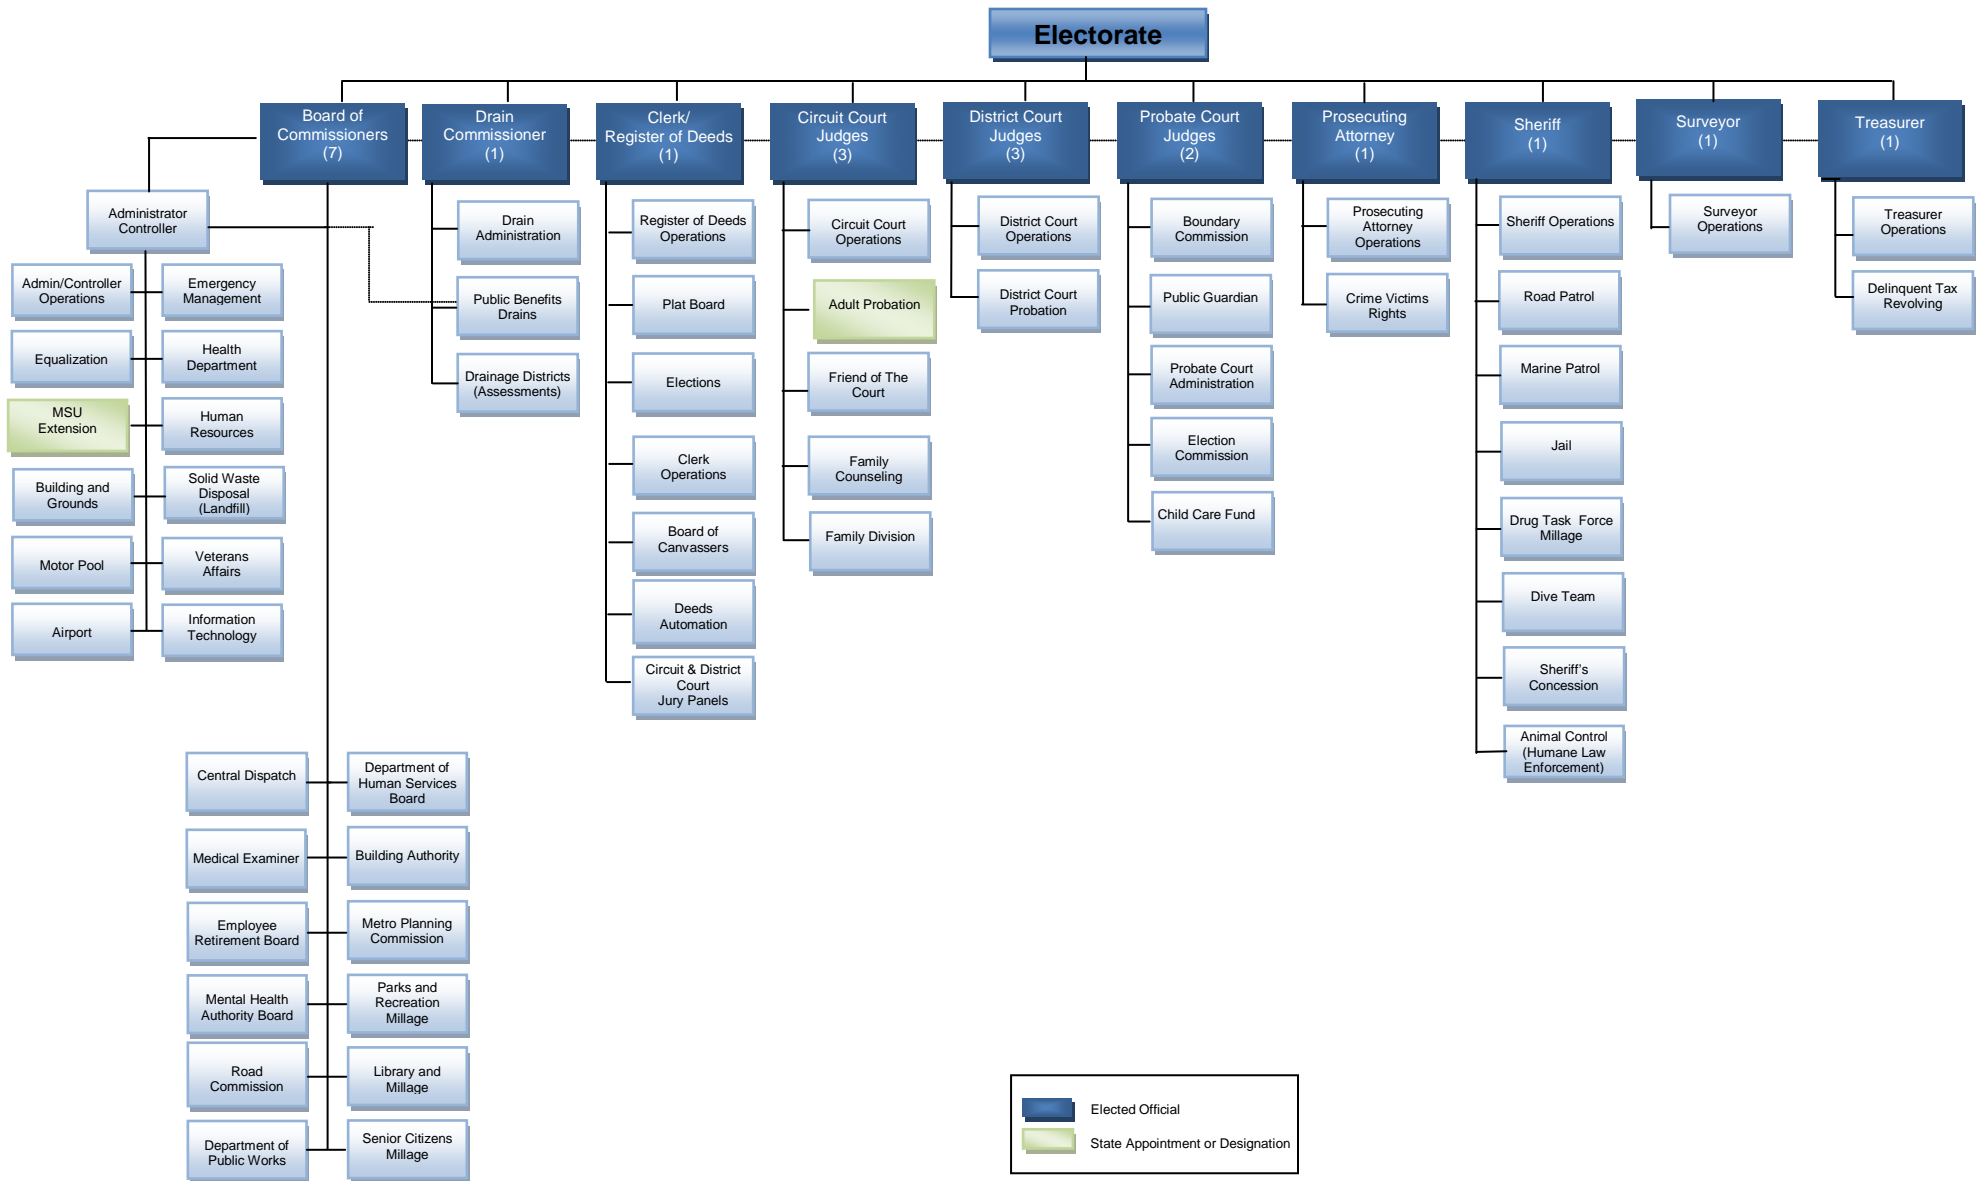 Electorate
Board of
Commissioners
(7)
Drain
Commissioner
(1)
Clerk/
Register of Deeds
(1)
Circuit Court
Judges
(3)
District Court
Judges
(3)
Probate Court
Judges
(2)
Prosecuting
Attorney
(1)
Sheriff
(1)
Surveyor
(1)
Treasurer
(1)
Administrator
Controller
Admin/Controller
Operations
Emergency
Management
Equalization
Health
Department
MSU
Extension
Human
Resources
Building and
Grounds
Solid Waste
Disposal
(Landfill)
Motor Pool
Veterans
Affairs
Airport
Information
Technology
Central Dispatch
Department of
Human Services
Board
Medical Examiner
Building Authority
Employee
Retirement Board
Metro Planning
Commission
Mental Health
Authority Board
Parks and
Recreation
Millage
Road
Commission
Library and
Millage
Department of
Public Works
Senior Citizens
Millage
Drain
Administration
Public Benefits
Drains
Drainage Districts
(Assessments)
Register of Deeds
Operations
Plat Board
Elections
Clerk
Operations
Board of
Canvassers
Deeds
Automation
Circuit & District
Court
Jury Panels
Circuit Court
Operations
Adult Probation
Friend of The
Court
Family
Counseling
Family Division
District Court
Operations
District Court
Probation
Boundary
Commission
Public Guardian
Probate Court
Administration
Election
Commission
Child Care Fund
Prosecuting
Attorney
Operations
Crime Victims
Rights
Sheriff Operations
Road Patrol
Marine Patrol
Jail
Drug Task Force
Millage
Dive Team
Sheriff's
Concession
Animal Control
(Humane Law
Enforcement)
Surveyor
Operations
Treasurer
Operations
Delinquent Tax
Revolving
Elected Official
State Appointment or Designation